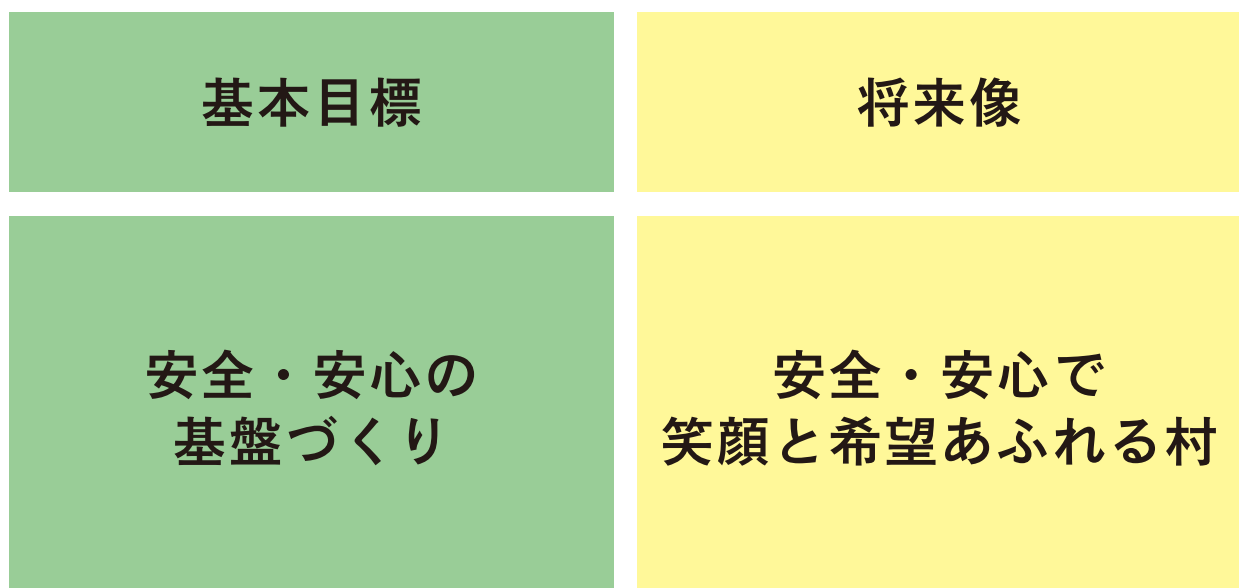 基本目標
将来像
安全・安心の
基盤づくり
安全・安心で
笑顔と希望あふれる村